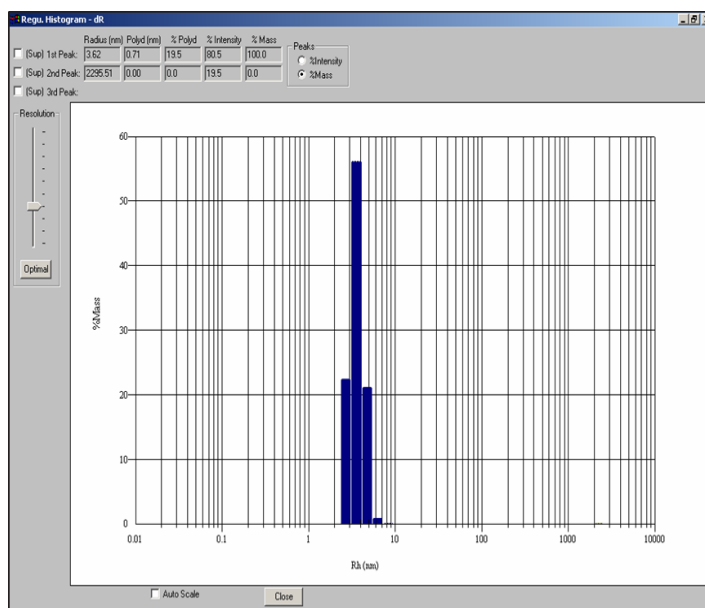 Regu. Histogram - dR
Radius (nm) Polyd (nm) % Polyd % Intensity % Mass
(Sup) 1st Peak: 3.62 0.71 19.5 80.5 100.0
(Sup) 2nd Peak: 2295.51 0.00 0.0 19.5 0.0
(Sup) 3rd Peak:
Peaks
%Intensity
%Mass
Resolution
Optimal
%Mass
60
50
40
30
20
10
0
0.01 0.1 1 10 100 1000 10000
Rh (nm)
Auto Scale
Close